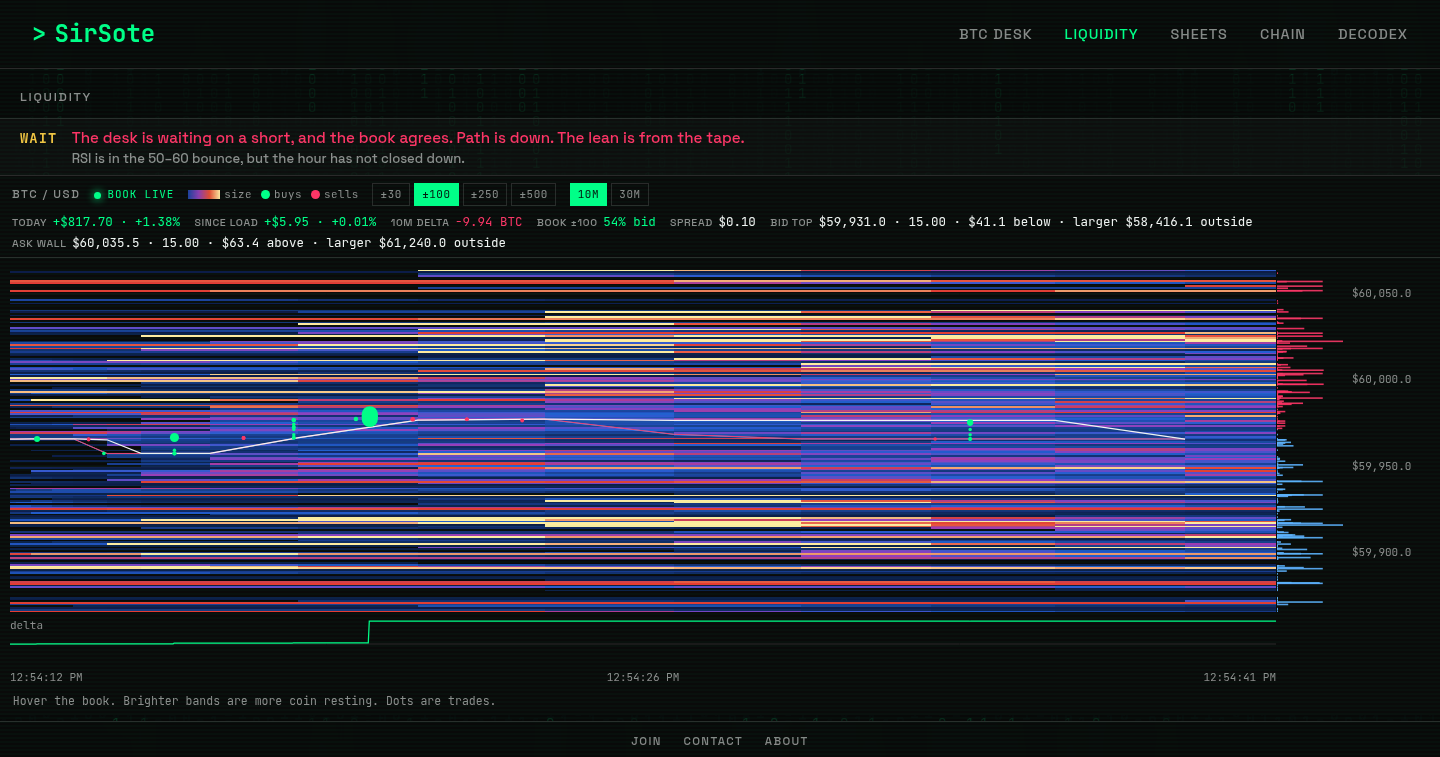 > SirSote
BTC DESK LIQUIDITY SHEETS CHAIN DECODEX
LIQUIDITY
WAIT The desk is waiting on a short, and the book agrees. Path is down. The lean is from the tape.
RSI is in the 50–60 bounce, but the hour has not closed down.
BTC / USD BOOK LIVE size buys sells ±30 ±100 ±250 ±500 10M 30M
TODAY +$817.70 · +1.38% SINCE LOAD +$5.95 · +0.01% 10M DELTA -9.94 BTC BOOK ±100 54% bid SPREAD $0.10 BID TOP $59,931.0 · 15.00 · $41.1 below · larger $58,416.1 outside
ASK WALL $60,035.5 · 15.00 · $63.4 above · larger $61,240.0 outside
$60,050.0
$60,000.0
$59,950.0
$59,900.0
delta
12:54:12 PM 12:54:26 PM 12:54:41 PM
Hover the book. Brighter bands are more coin resting. Dots are trades.
JOIN CONTACT ABOUT